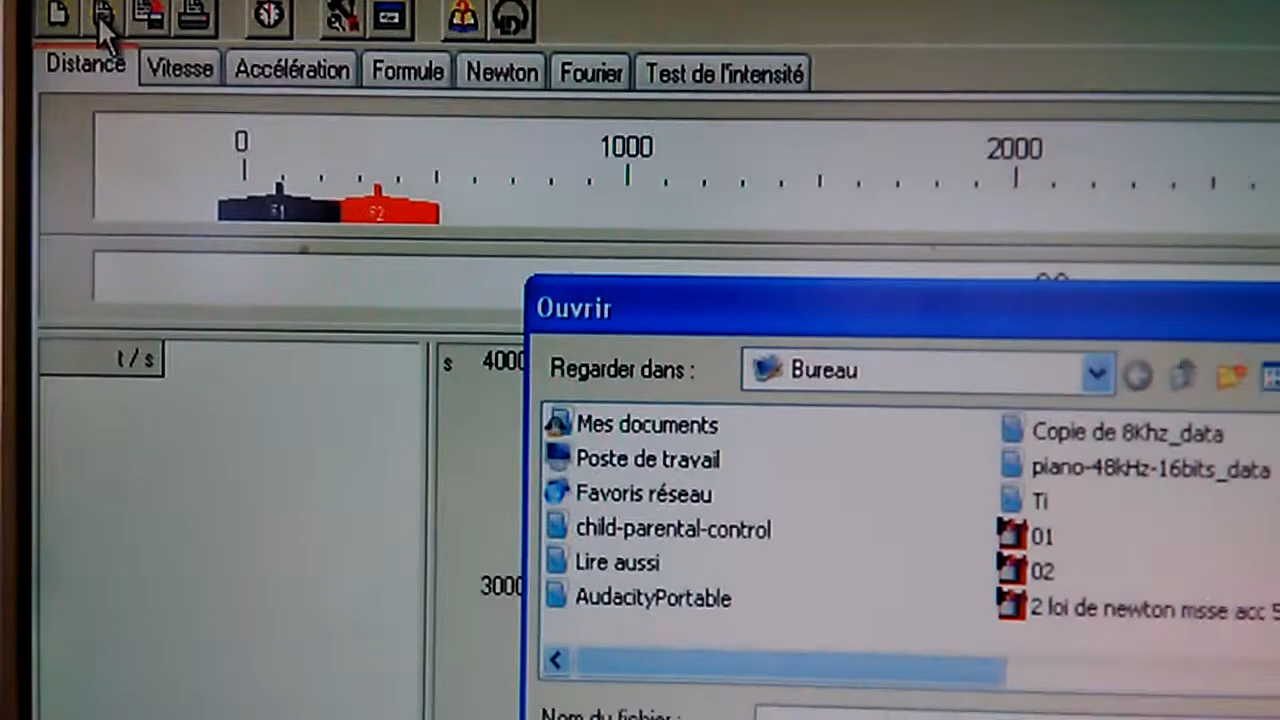 Distance Vitesse Accélération Formule Newton Fourier Test de l'intensité
0 1000 2000
F1 F2
Ouvrir
t / s
s 4000
Regarder dans : Bureau
Mes documents
Poste de travail
Favoris réseau
child-parental-control
Lire aussi
AudacityPortable
Copie de 8Khz_data
piano-48kHz-16bits_data
Ti
01
02
2 loi de newton msse acc 5
3000
Nom du fichier :